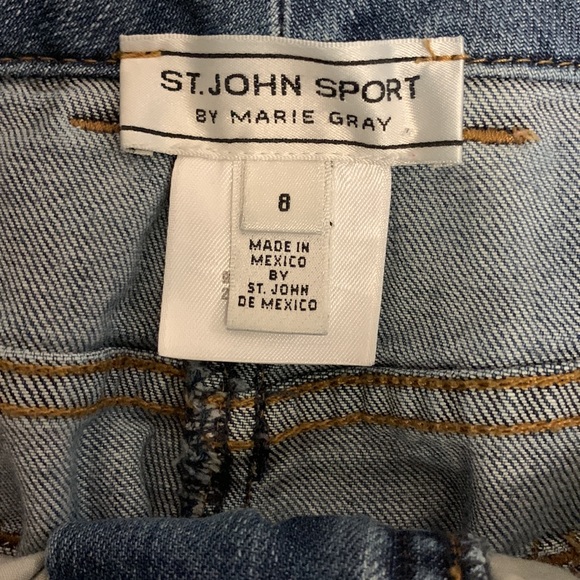 ST. JOHN SPORT
BY MARIE GRAY
8
MADE IN
MEXICO
BY
ST. JOHN
DE MEXICO